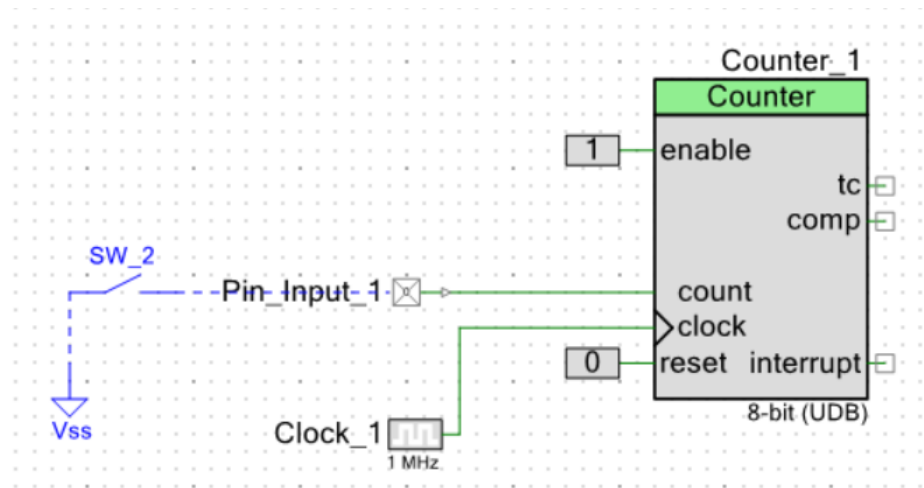 Counter_1
Counter
1
enable
tc
comp
SW_2
Pin_Input_1
count
clock
0
reset
interrupt
8-bit (UDB)
Vss
Clock_1
1 MHz